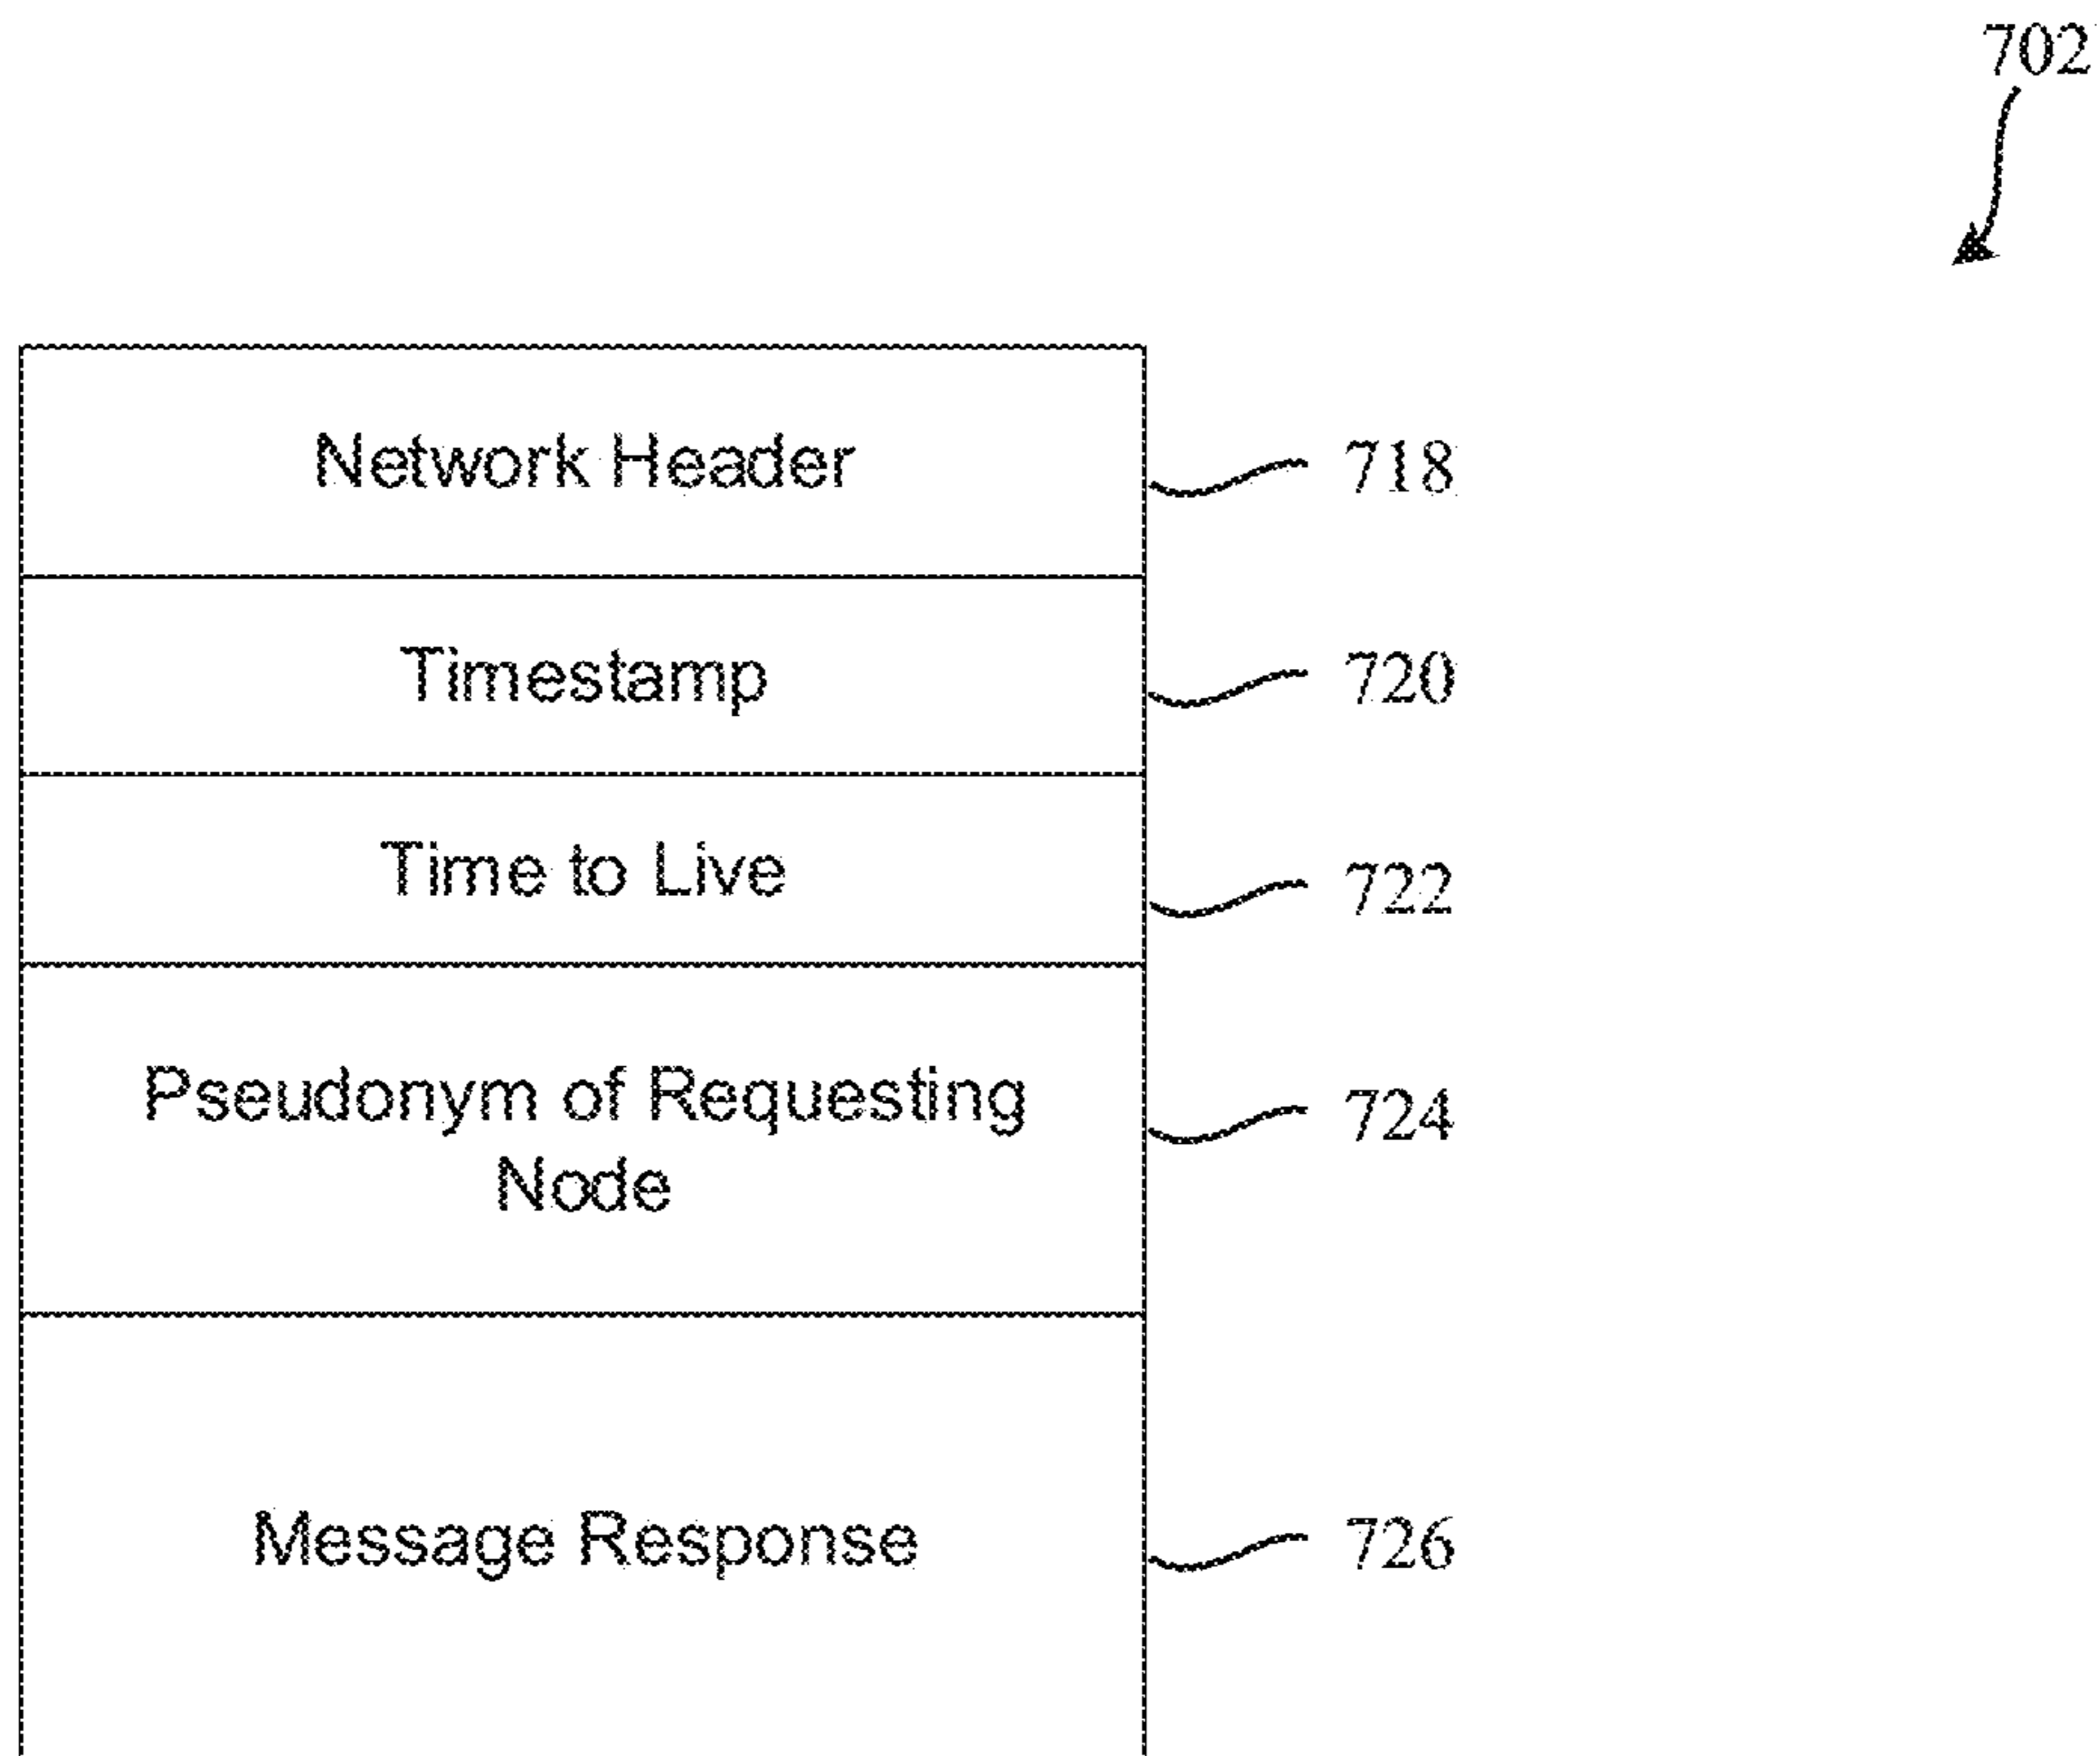 702
Network Header
718
Timestamp
720
Time to Live
722
Pseudonym of Requesting
Node
724
Message Response
726